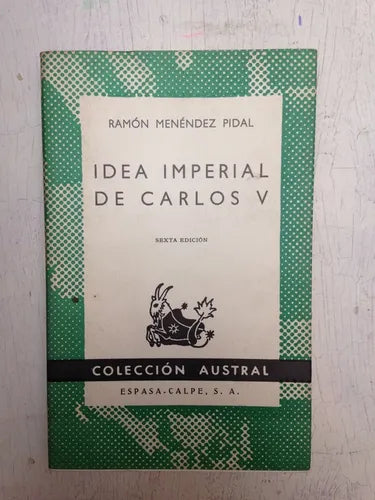 RAMÓN MENÉNDEZ PIDAL
IDEA IMPERIAL
DE CARLOS V
SEXTA EDICIÓN
COLECCIÓN AUSTRAL
ESPASA-CALPE, S. A.